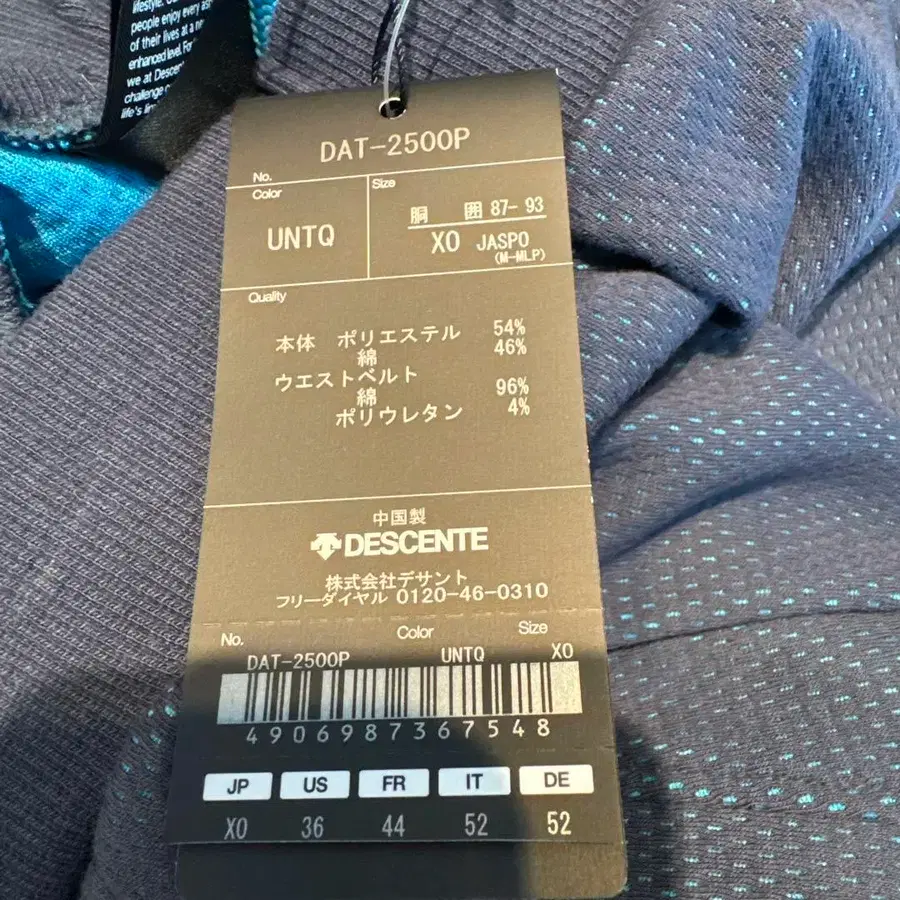 lifestyle.
people enjoy every
of their lives at a
enhanced level.
we at Descent
challenge
life's
DAT-2500P
No.
Color
Size
UNTQ
胴 囲 87- 93
XO JASPO
(M-MLP)
Quality
本体 ポリエステル 54%
綿 46%
ウエストベルト
綿 96%
ポリウレタン 4%
中国製
DESCENTE
株式会社デサント
フリーダイヤル 0120-46-0310
No. Color Size
DAT-2500P UNTQ XO
4906987367548
JP US FR IT DE
XO 36 44 52 52